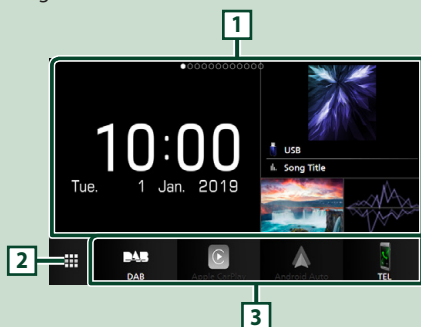 1
10:00
Tue. 1 Jan. 2019
USB
Song Title
2
DAB
DAB Apple CarPlay Android Auto TEL
3